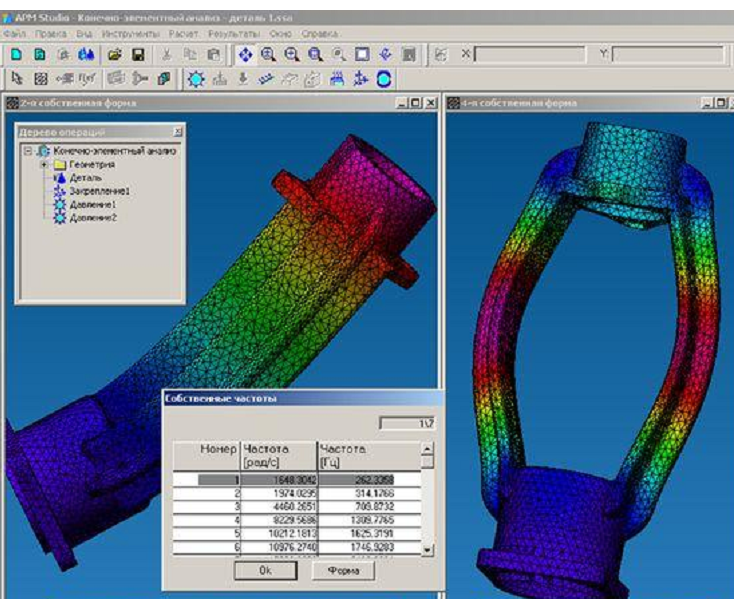 APM Studio - Конечно-элементный анализ - деталь 1.ssa
Файл Правка Вид Инструменты Расчет Результаты Окно Справка
X: Y:
2-я собственная форма
4-я собственная форма
Дерево операций
Конечно-элементный анализ
Геометрия
Деталь
Закрепление1
Давление1
Давление2
Собственные частоты
1\7
Номер Частота [рад/с] Частота [Гц]
1 1648.3042 262.3358
2 1974.0295 314.1766
3 4460.2651 709.8732
4 8229.5686 1309.7765
5 10212.1813 1625.3191
6 10976.2740 1746.9283
Ok Форма